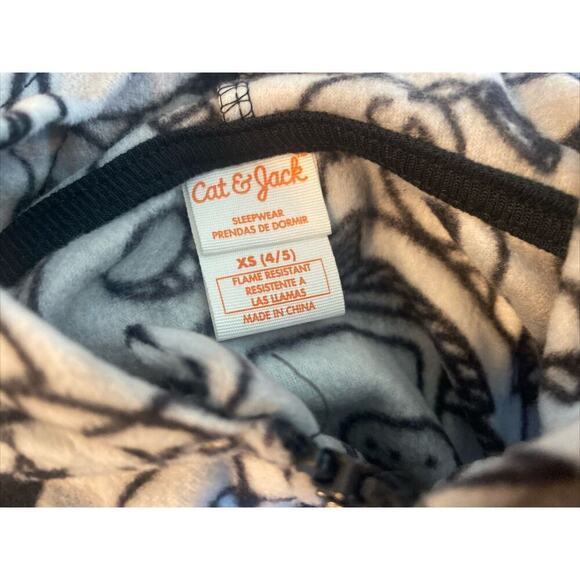 Cat & Jack
SLEEPWEAR
PRENDAS DE DORMIR
XS (4/5)
FLAME RESISTANT
RESISTENTE A
LAS LLAMAS
MADE IN CHINA